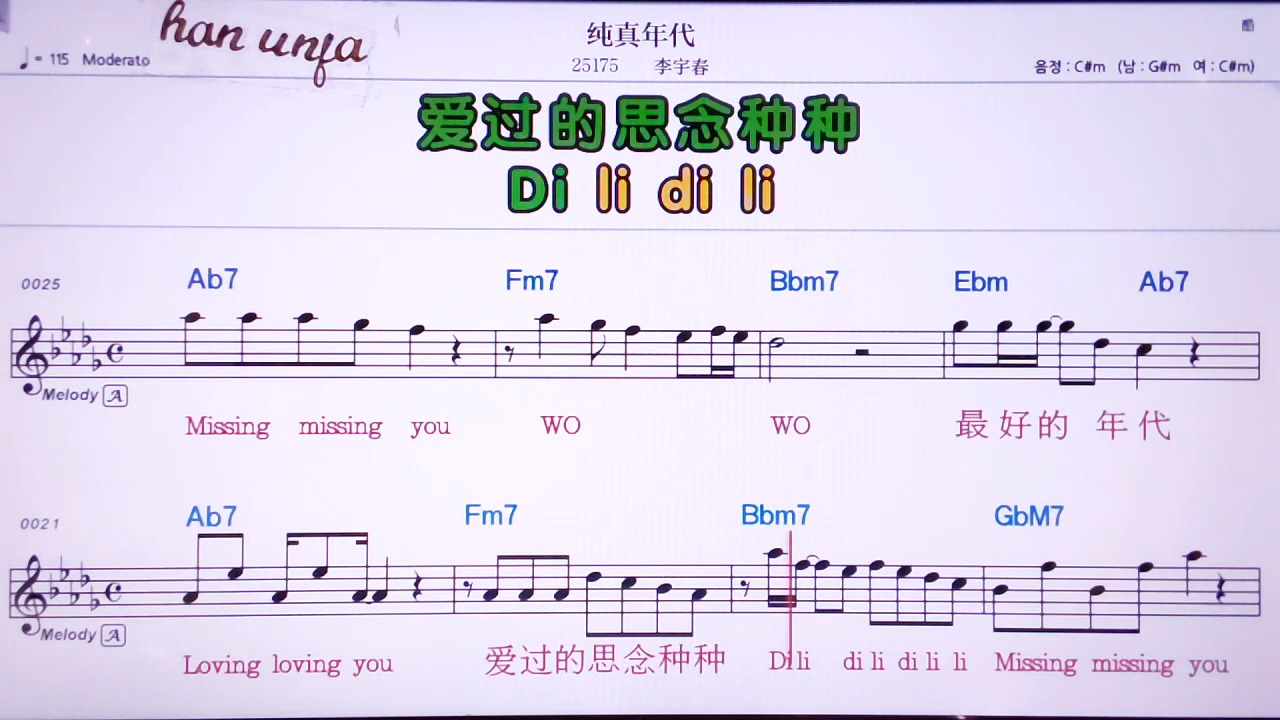 han unfa
纯真年代
♩= 115 Moderato
25175 李宇春
음정 : C#m (남 : G#m 여 : C#m)
爱过的思念种种
Di li di li
0025 Ab7 Fm7 Bbm7 Ebm Ab7
Melody A
Missing missing you WO WO 最好的 年代
0021 Ab7 Fm7 Bbm7 GbM7
Melody A
Loving loving you 爱过的思念种种 Di li di li di li li Missing missing you